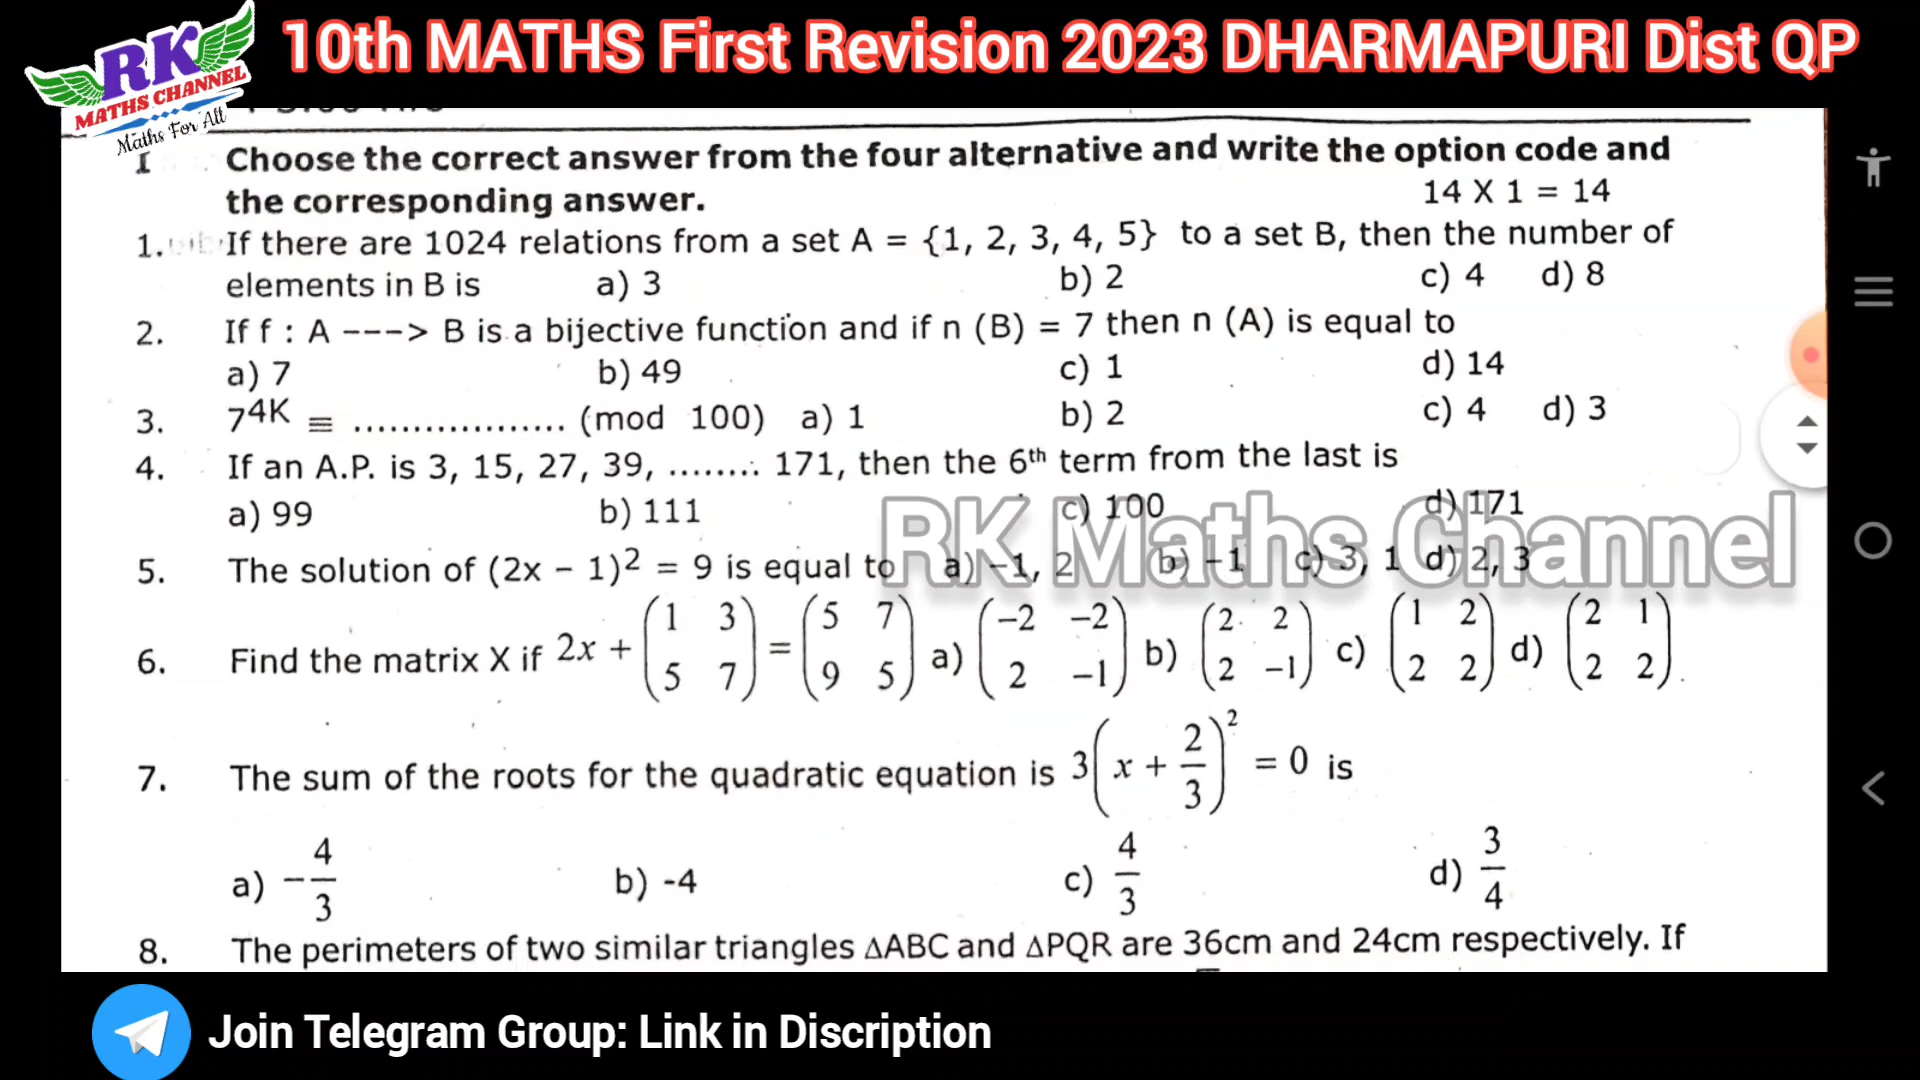 10th MATHS First Revision 2023 DHARMAPURI Dist QP
RK
MATHS CHANNEL
Maths For All
I Choose the correct answer from the four alternative and write the option code and
the corresponding answer. 14 X 1 = 14
1. If there are 1024 relations from a set A = {1, 2, 3, 4, 5} to a set B, then the number of
elements in B is a) 3 b) 2 c) 4 d) 8
2. If f : A ---> B is a bijective function and if n (B) = 7 then n (A) is equal to
a) 7 b) 49 c) 1 d) 14
3. 7^{4K} ≡ .................. (mod 100) a) 1 b) 2 c) 4 d) 3
4. If an A.P. is 3, 15, 27, 39, ........ 171, then the 6th term from the last is
a) 99 b) 111 c) 100 d) 171
RK Maths Channel
5. The solution of (2x − 1)² = 9 is equal to a) −1, 2 b) −1 c) 3, 1 d) 2, 3
6. Find the matrix X if 2x + (1 3 / 5 7) = (5 7 / 9 5) a) (−2 −2 / 2 −1) b) (2 2 / 2 −1) c) (1 2 / 2 2) d) (2 1 / 2 2)
7. The sum of the roots for the quadratic equation is 3(x + 2/3)² = 0 is
a) −4/3 b) -4 c) 4/3 d) 3/4
8. The perimeters of two similar triangles ΔABC and ΔPQR are 36cm and 24cm respectively. If
Join Telegram Group: Link in Discription